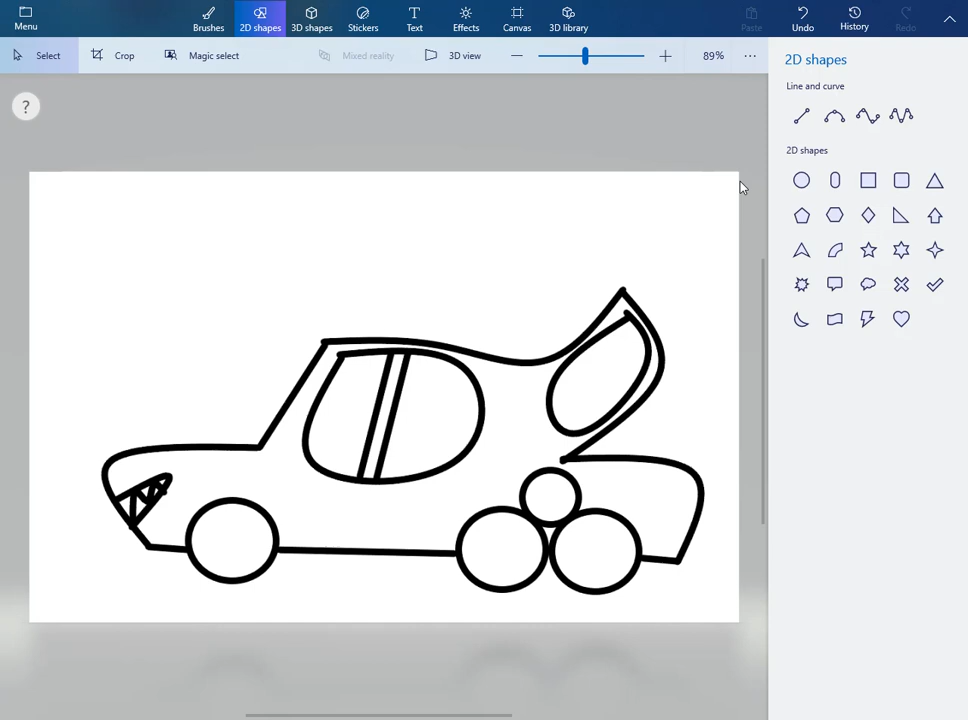 Menu
Brushes
2D shapes
3D shapes
Stickers
Text
Effects
Canvas
3D library
Paste
Undo
History
Redo
Select
Crop
Magic select
Mixed reality
3D view
89%
?
2D shapes
Line and curve
2D shapes